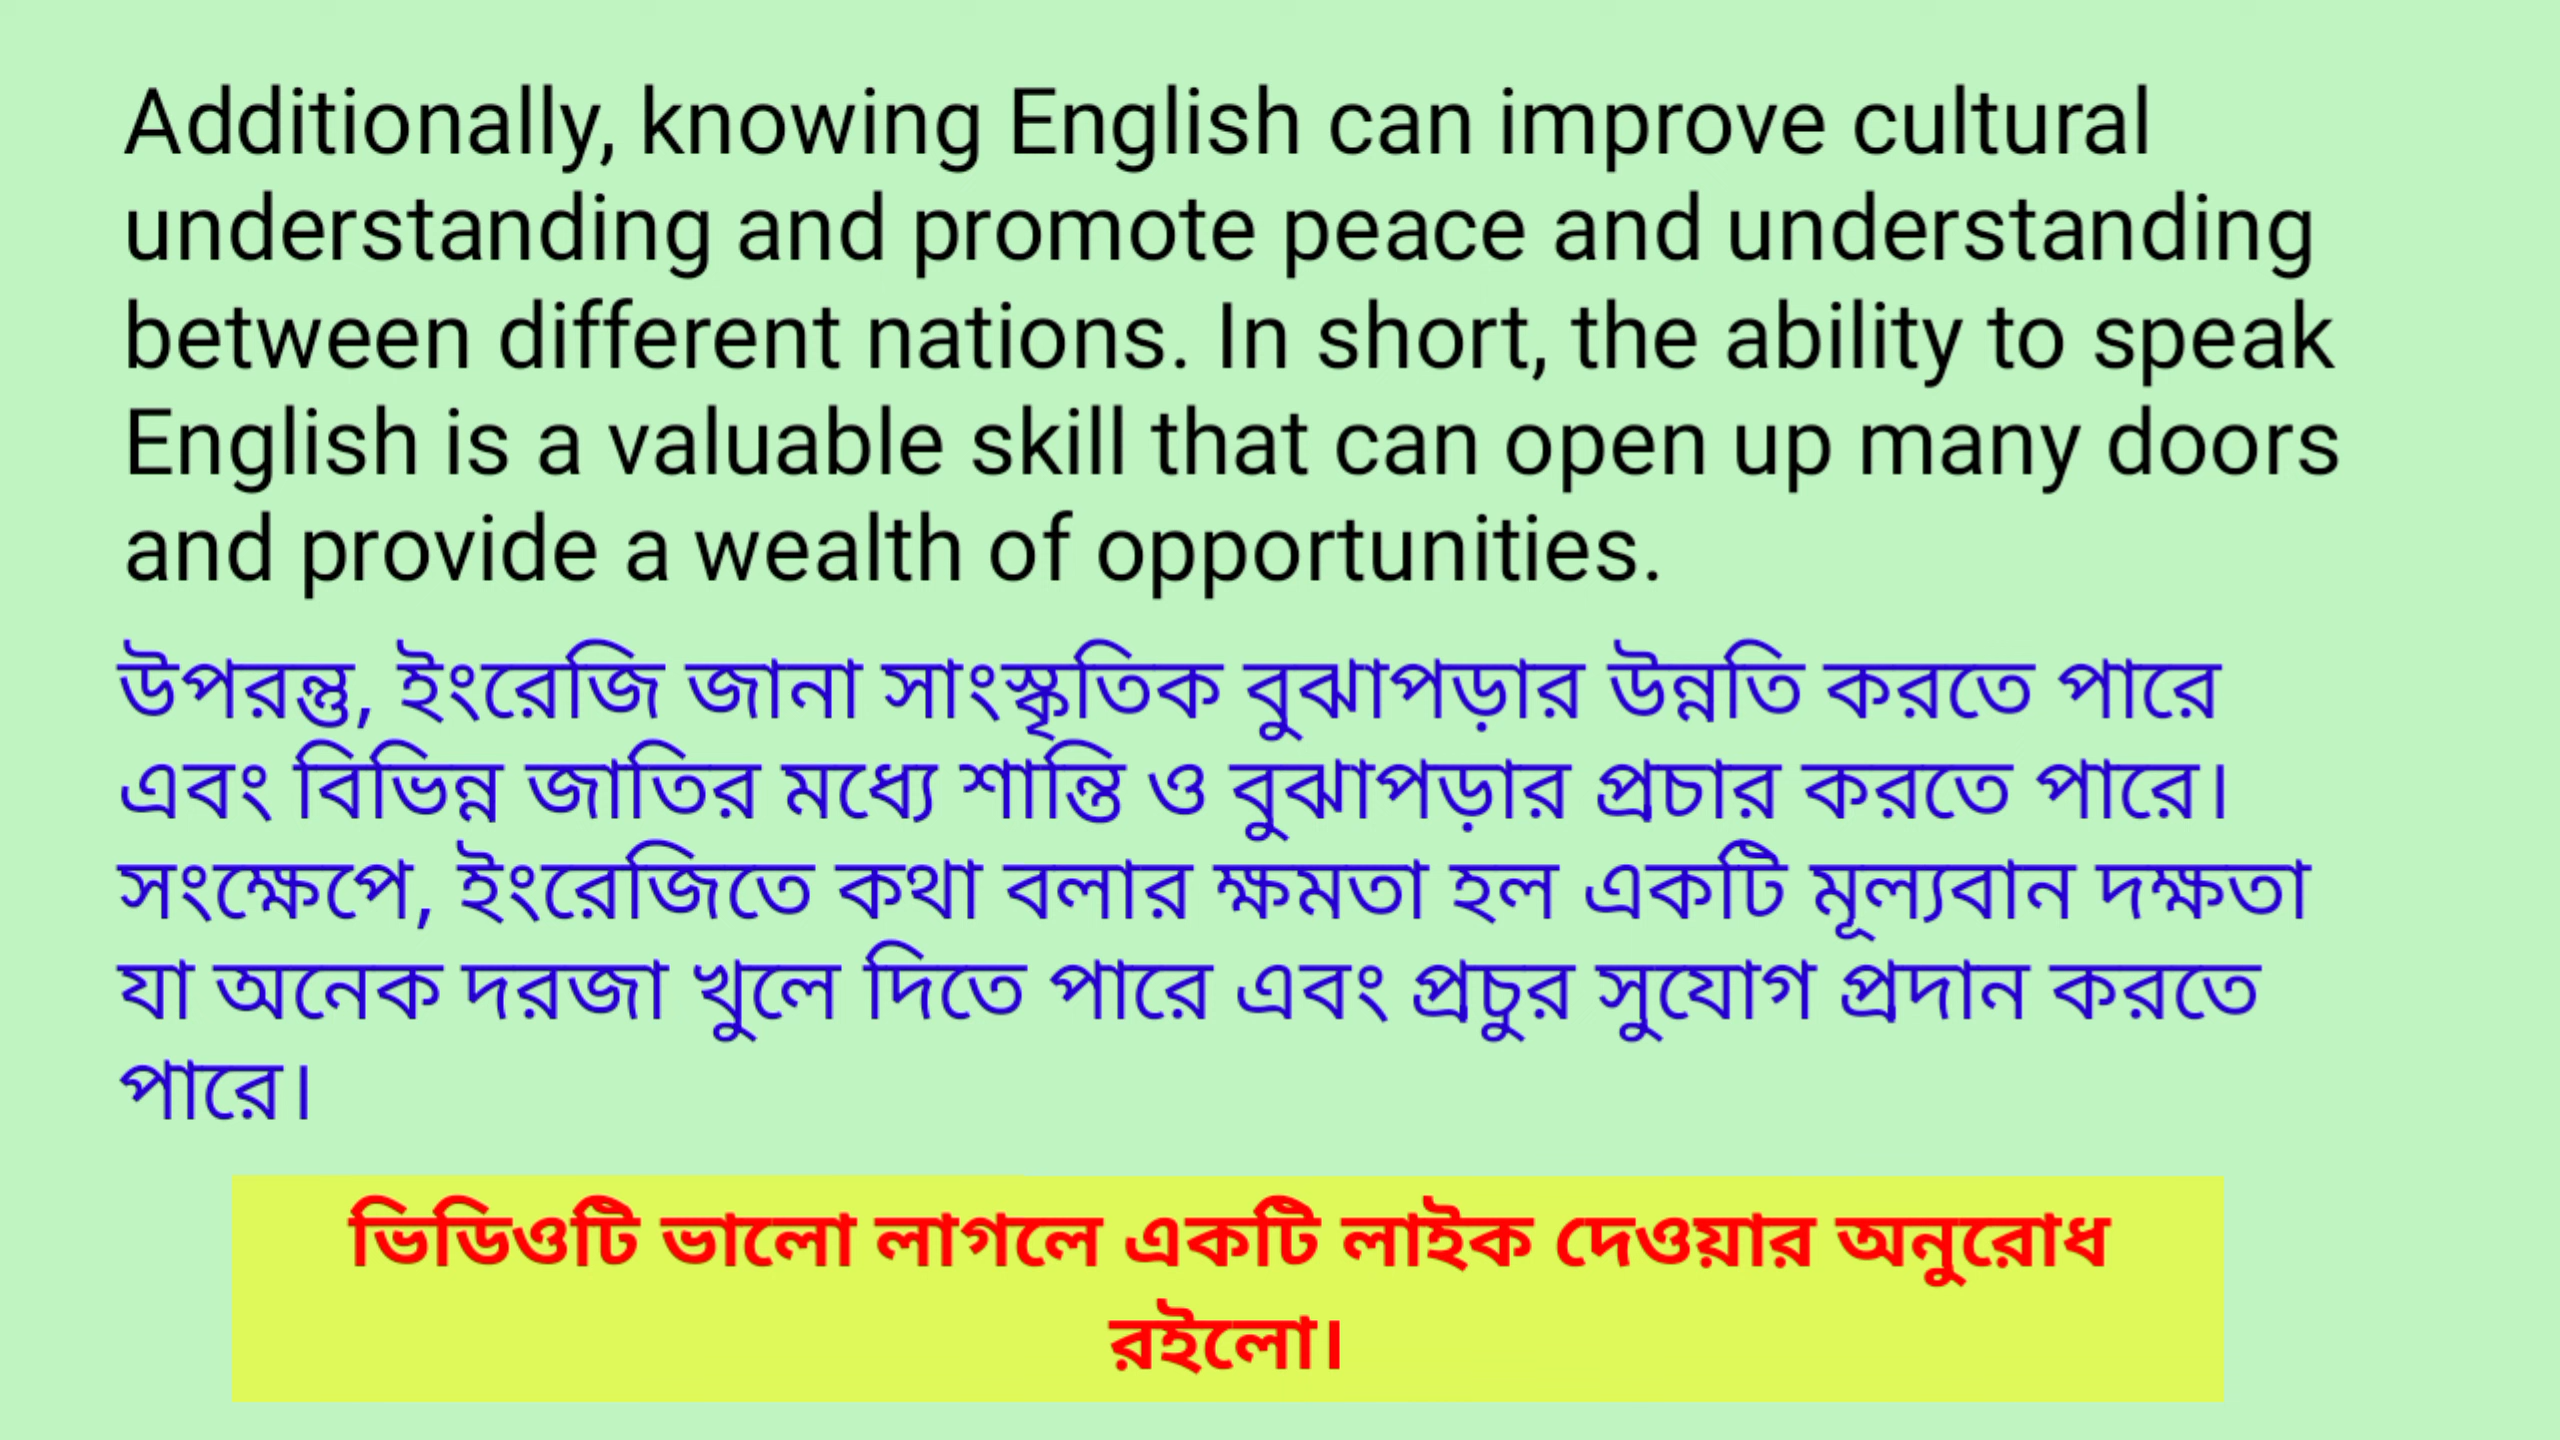 Additionally, knowing English can improve cultural
understanding and promote peace and understanding
between different nations. In short, the ability to speak
English is a valuable skill that can open up many doors
and provide a wealth of opportunities.
উপরন্তু, ইংরেজি জানা সাংস্কৃতিক বুঝাপড়ার উন্নতি করতে পারে
এবং বিভিন্ন জাতির মধ্যে শান্তি ও বুঝাপড়ার প্রচার করতে পারে।
সংক্ষেপে, ইংরেজিতে কথা বলার ক্ষমতা হল একটি মূল্যবান দক্ষতা
যা অনেক দরজা খুলে দিতে পারে এবং প্রচুর সুযোগ প্রদান করতে
পারে।
ভিডিওটি ভালো লাগলে একটি লাইক দেওয়ার অনুরোধ
রইলো।